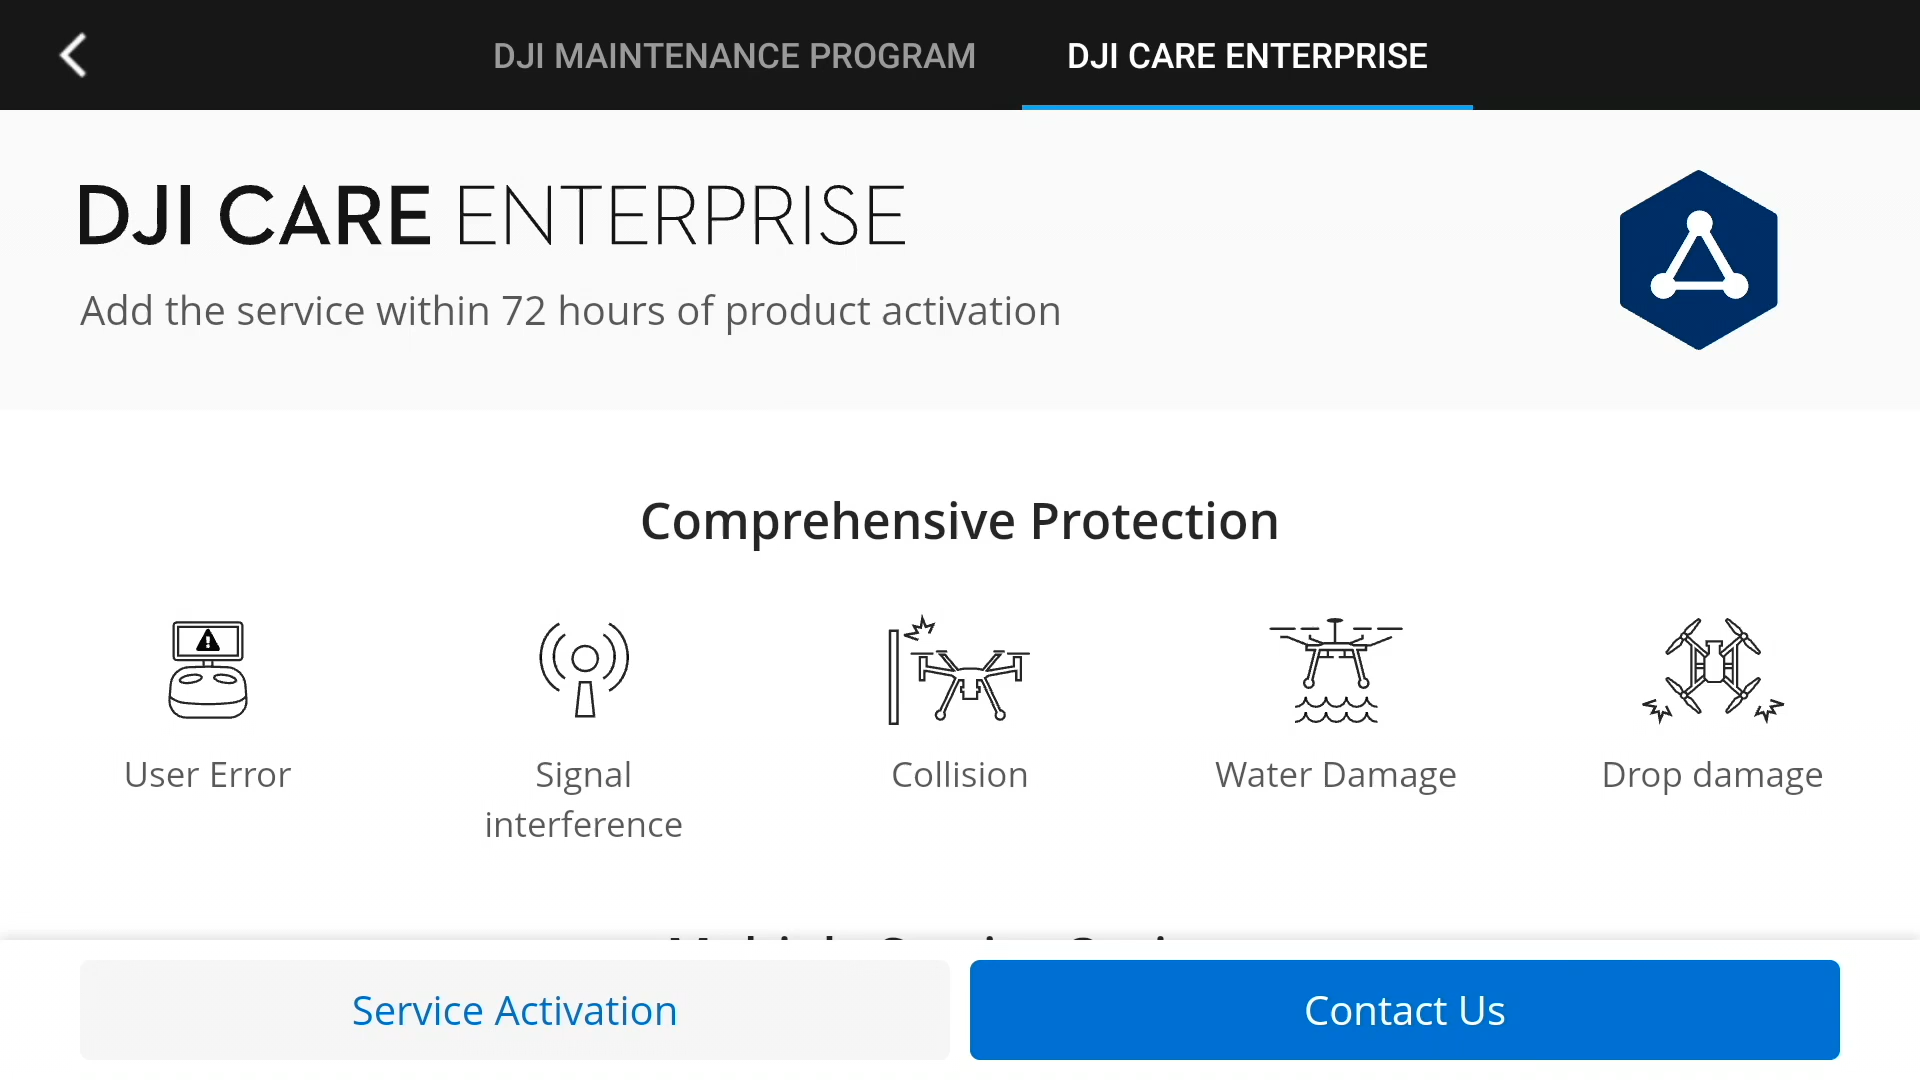 DJI MAINTENANCE PROGRAM
DJI CARE ENTERPRISE
DJI CARE ENTERPRISE
Add the service within 72 hours of product activation
Comprehensive Protection
User Error
Signal
interference
Collision
Water Damage
Drop damage
Service Activation
Contact Us